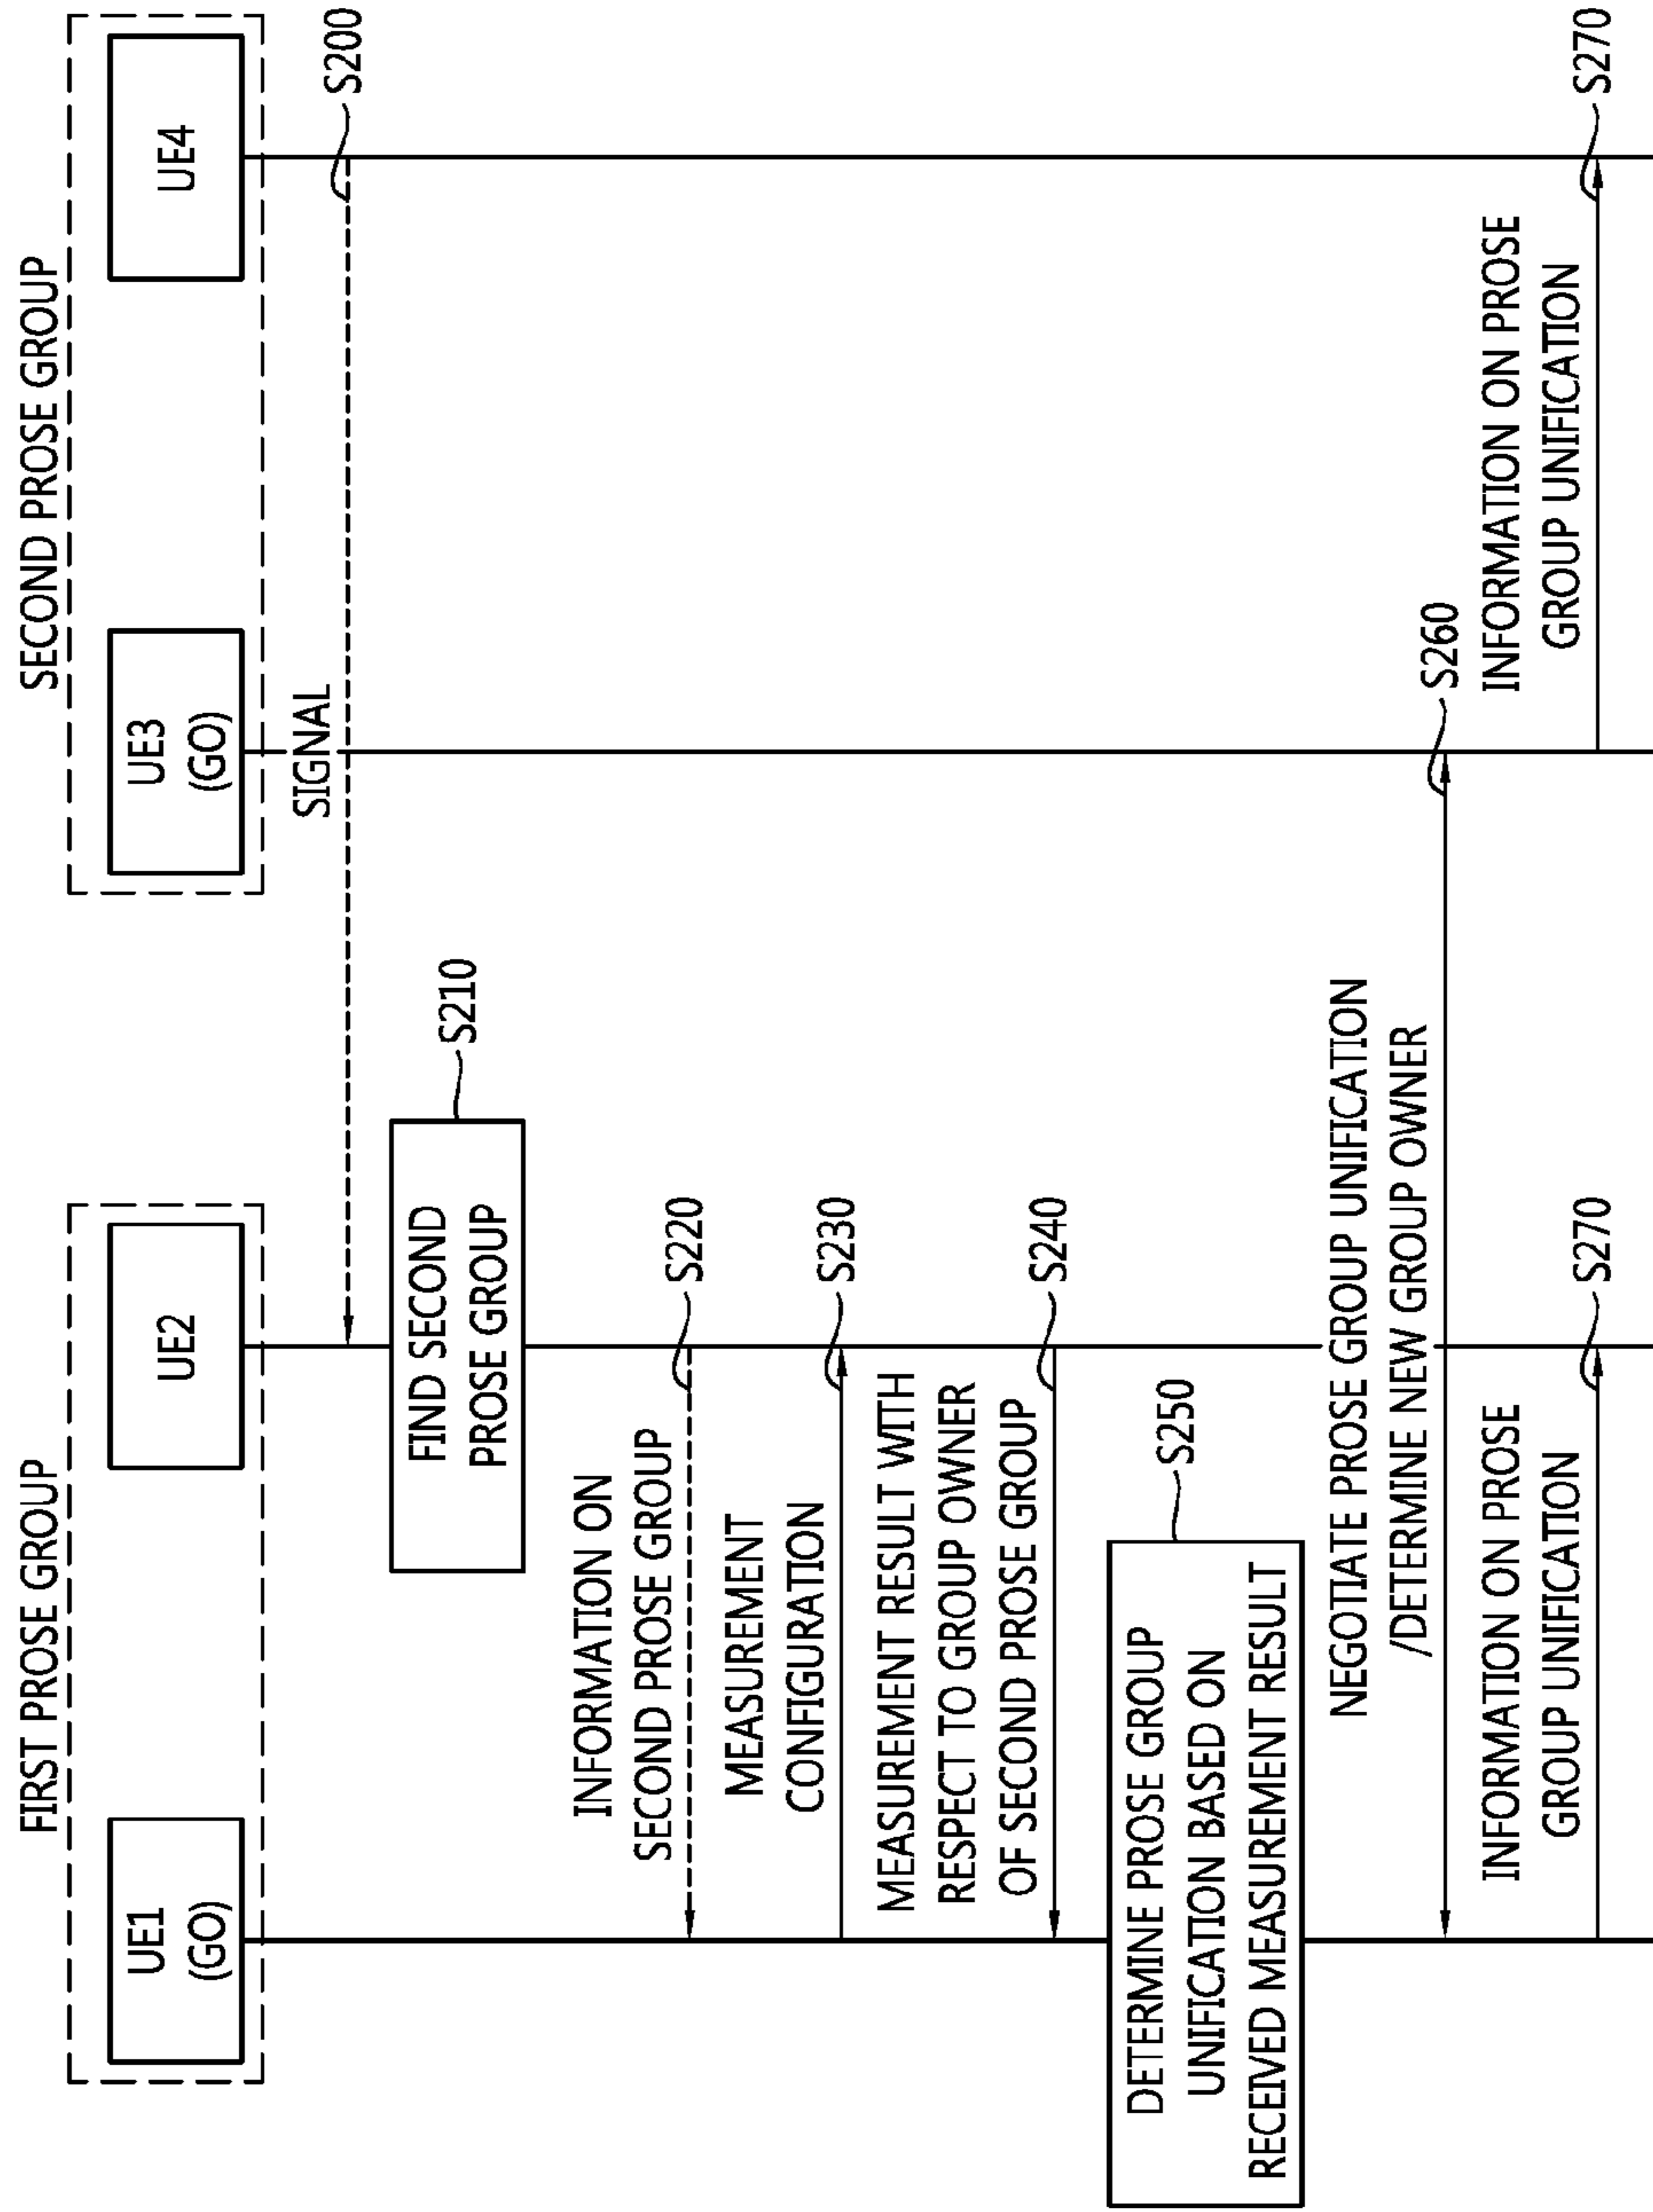 FIRST PROSE GROUP
SECOND PROSE GROUP
UE1
(GO)
UE2
UE3
(GO)
UE4
SIGNAL
S200
FIND SECOND
PROSE GROUP
S210
INFORMATION ON
SECOND PROSE GROUP
S220
MEASUREMENT
CONFIGURATION
S230
MEASUREMENT RESULT WITH
RESPECT TO GROUP OWNER
OF SECOND PROSE GROUP
S240
DETERMINE PROSE GROUP
UNIFICATION BASED ON
RECEIVED MEASUREMENT RESULT
S250
NEGOTIATE PROSE GROUP UNIFICATION
/DETERMINE NEW GROUP OWNER
S260
INFORMATION ON PROSE
GROUP UNIFICATION
S270
INFORMATION ON PROSE
GROUP UNIFICATION
S270